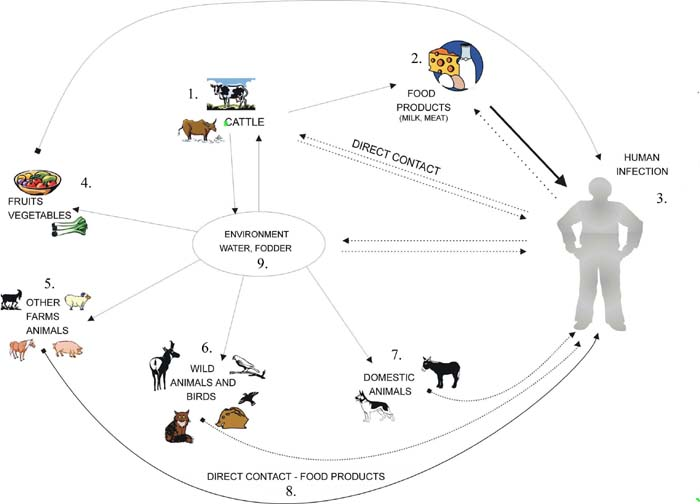 1.
CATTLE
2.
FOOD
PRODUCTS
(MILK, MEAT)
DIRECT CONTACT
HUMAN
INFECTION
3.
4.
FRUITS
VEGETABLES
ENVIRONMENT
WATER, FODDER
9.
5.
OTHER
FARMS
ANIMALS
6.
WILD
ANIMALS AND
BIRDS
7.
DOMESTIC
ANIMALS
DIRECT CONTACT - FOOD PRODUCTS
8.